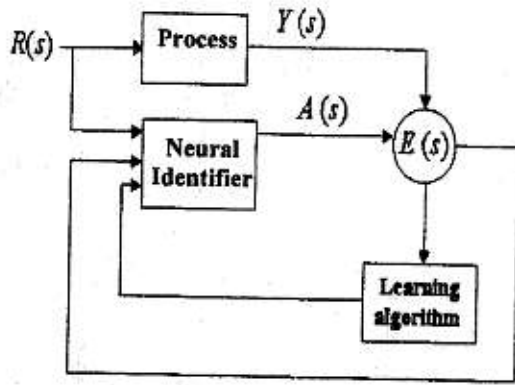 R(s)
Process
Y(s)
Neural
Identifier
A(s)
E(s)
Learning
algorithm